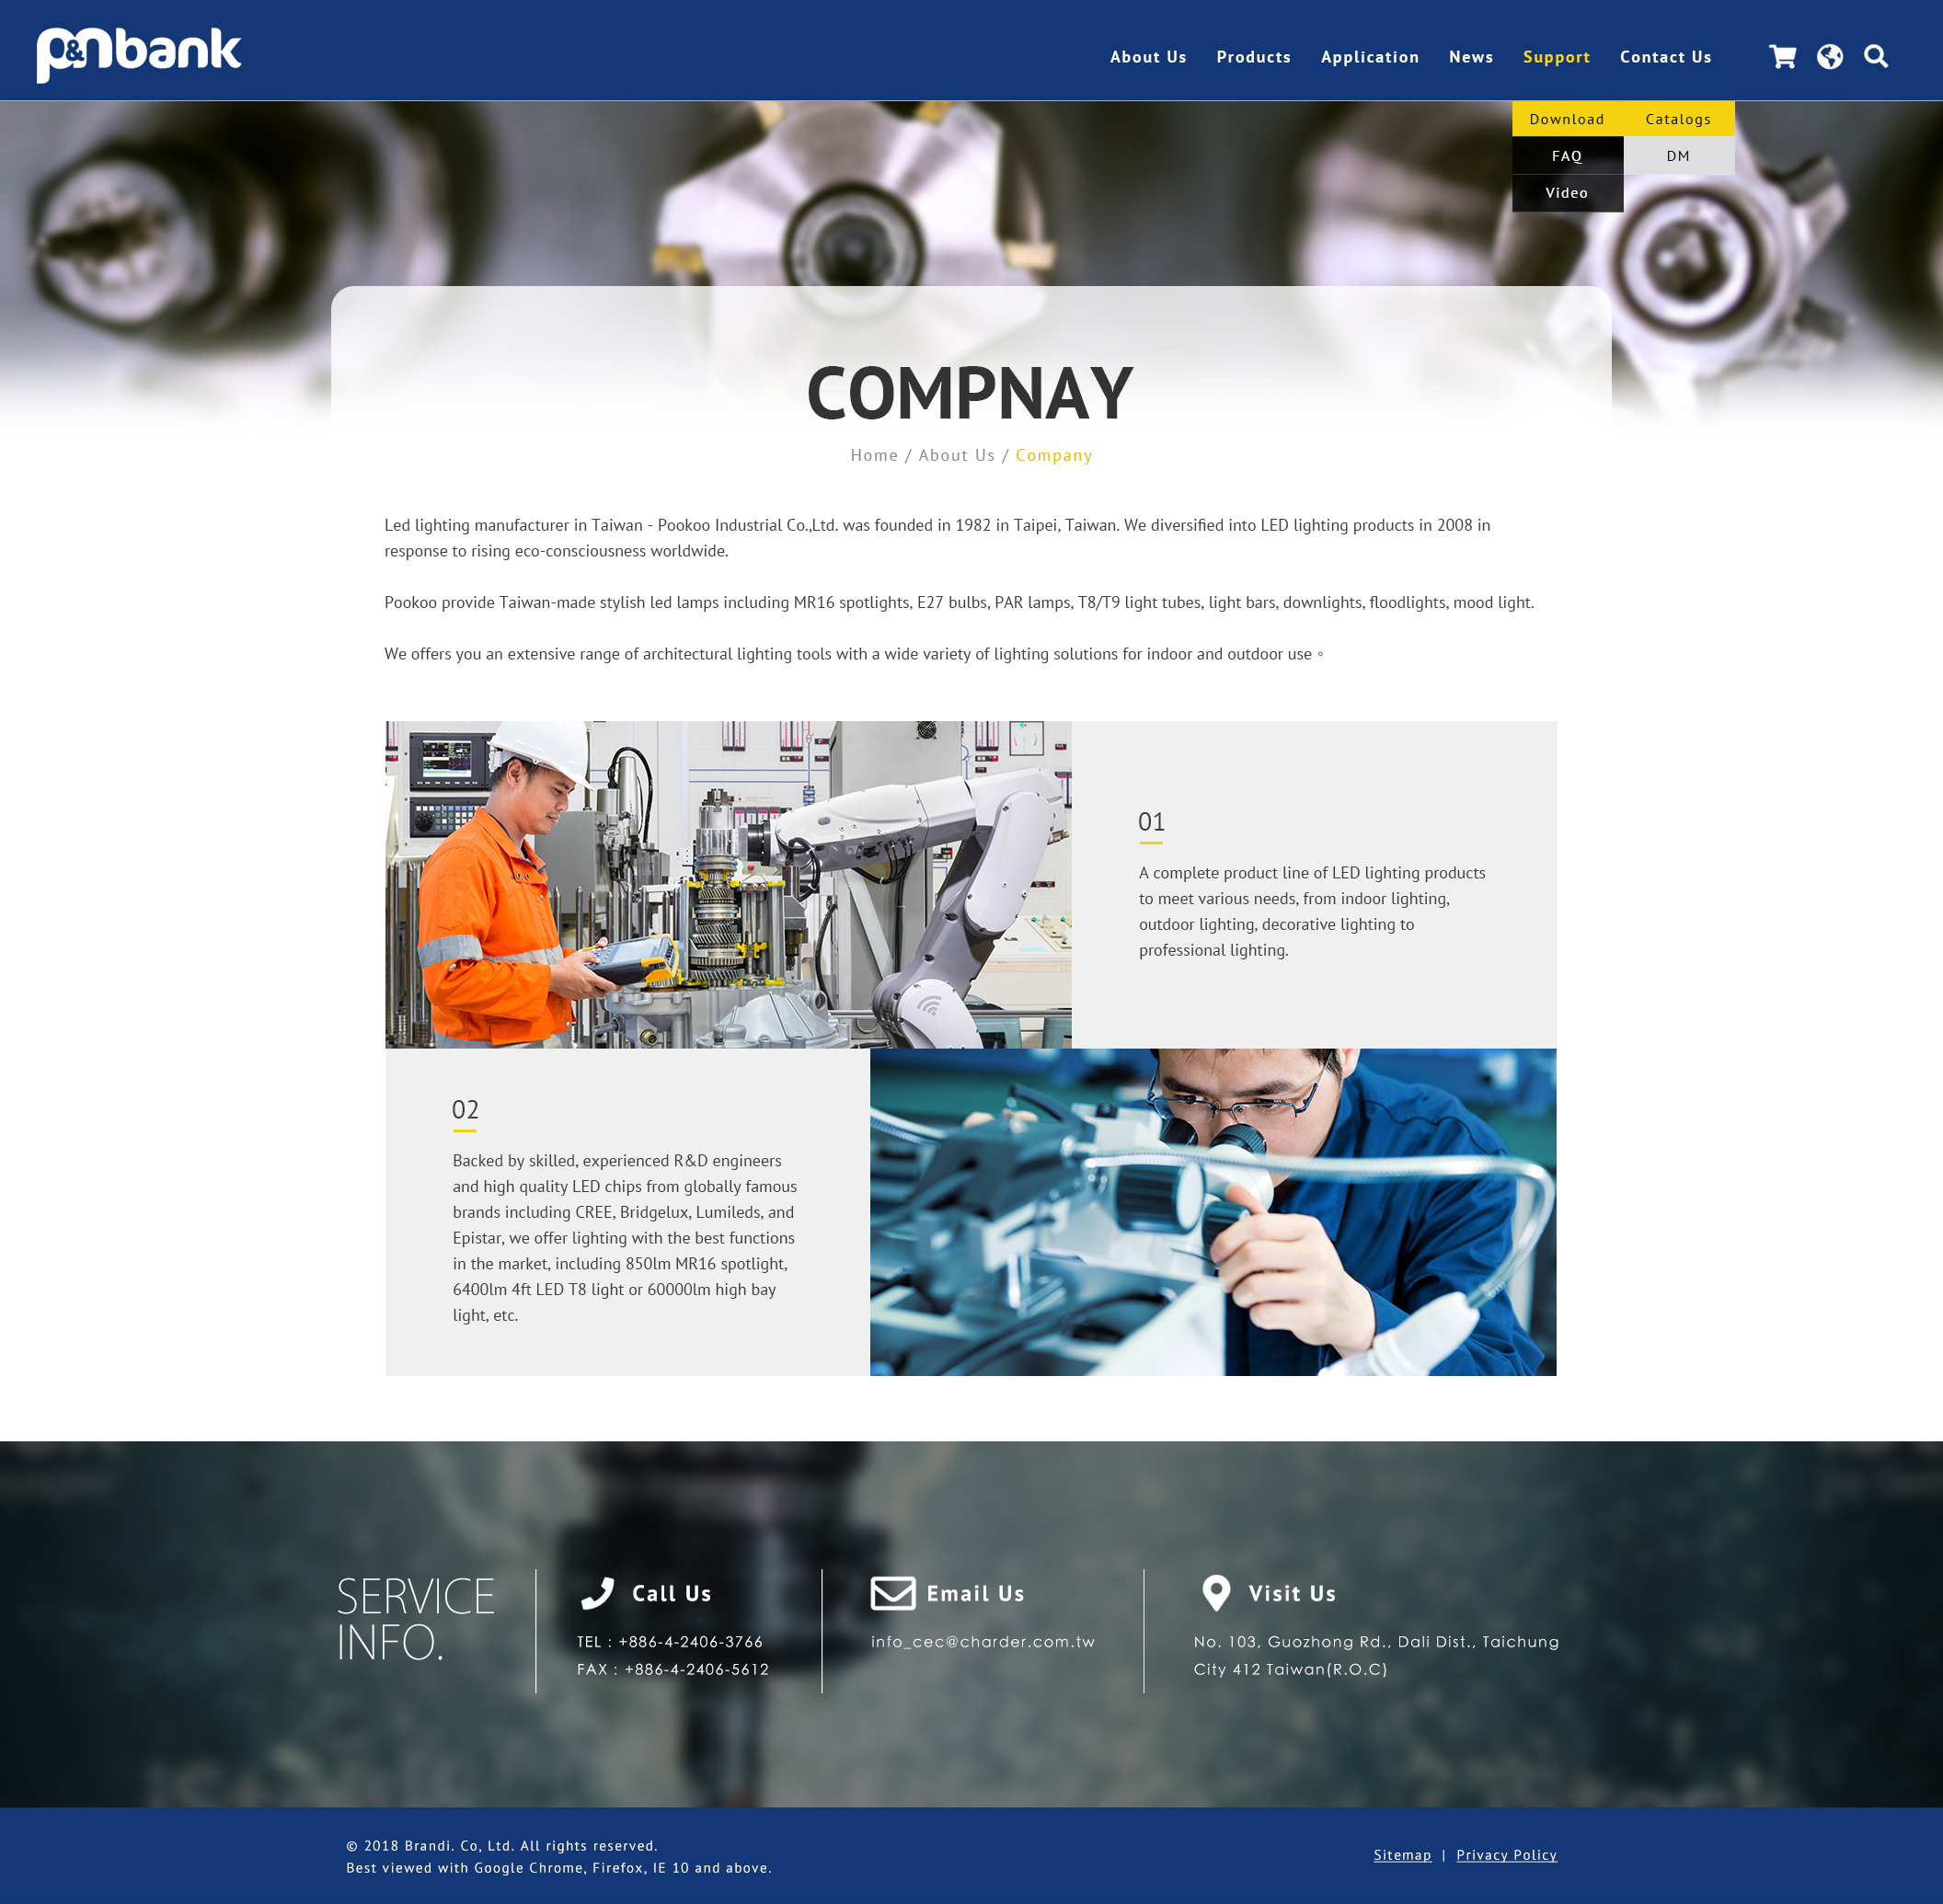 p&nbank
About Us Products Application News Support Contact Us
Download Catalogs
FAQ DM
Video
COMPNAY
Home / About Us / Company
Led lighting manufacturer in Taiwan - Pookoo Industrial Co.,Ltd. was founded in 1982 in Taipei, Taiwan. We diversified into LED lighting products in 2008 in
response to rising eco-consciousness worldwide.
Pookoo provide Taiwan-made stylish led lamps including MR16 spotlights, E27 bulbs, PAR lamps, T8/T9 light tubes, light bars, downlights, floodlights, mood light.
We offers you an extensive range of architectural lighting tools with a wide variety of lighting solutions for indoor and outdoor use。
01
A complete product line of LED lighting products
to meet various needs, from indoor lighting,
outdoor lighting, decorative lighting to
professional lighting.
02
Backed by skilled, experienced R&D engineers
and high quality LED chips from globally famous
brands including CREE, Bridgelux, Lumileds, and
Epistar, we offer lighting with the best functions
in the market, including 850lm MR16 spotlight,
6400lm 4ft LED T8 light or 60000lm high bay
light, etc.
SERVICE
INFO.
Call Us
TEL : +886-4-2406-3766
FAX : +886-4-2406-5612
Email Us
info_cec@charder.com.tw
Visit Us
No. 103, Guozhong Rd., Dali Dist., Taichung
City 412 Taiwan(R.O.C)
© 2018 Brandi. Co, Ltd. All rights reserved.
Best viewed with Google Chrome, Firefox, IE 10 and above.
Sitemap | Privacy Policy